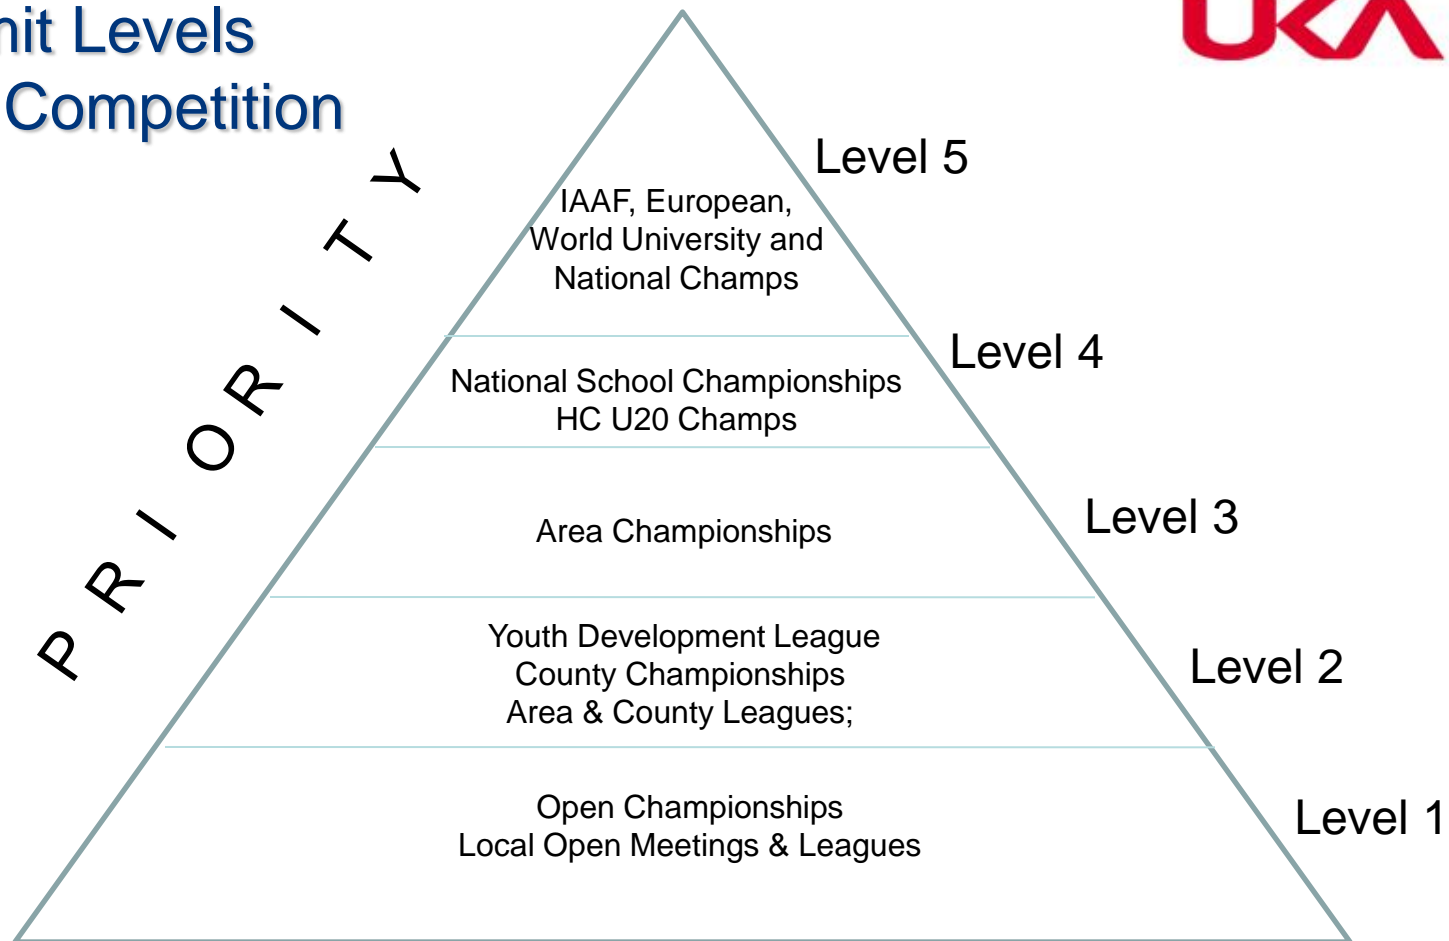 Levels
Competition
UKA
PRIORITY
Level 5
IAAF, European,
World University and
National Champs
Level 4
National School Championships
HC U20 Champs
Level 3
Area Championships
Level 2
Youth Development League
County Championships
Area & County Leagues;
Level 1
Open Championships
Local Open Meetings & Leagues